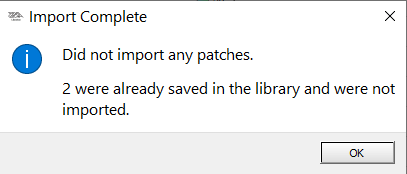 Import Complete
Did not import any patches.
2 were already saved in the library and were not
imported.
OK